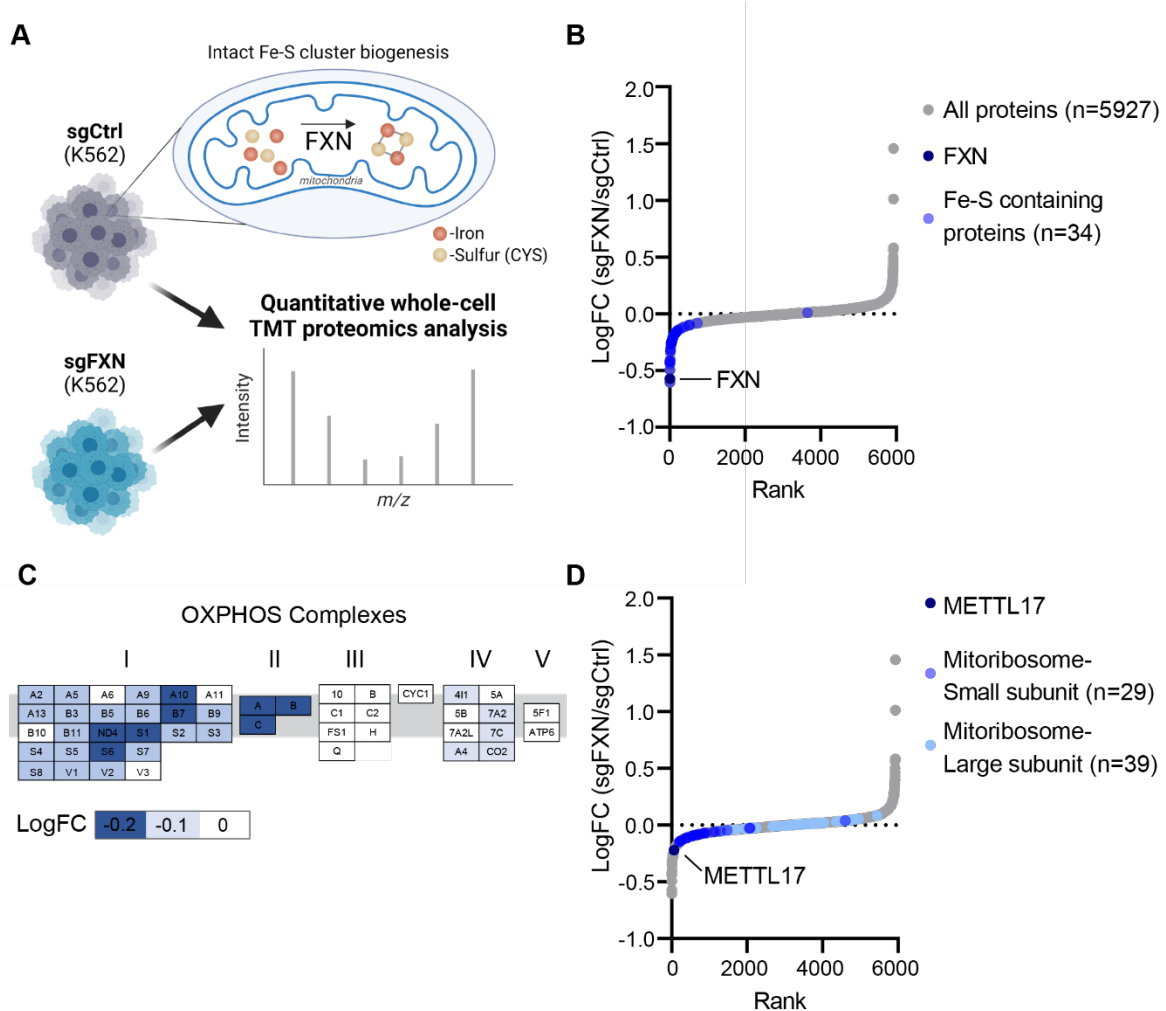 A
Intact Fe-S cluster biogenesis
sgCtrl
(K562)
FXN
mitochondria
-Iron
-Sulfur (CYS)
Quantitative whole-cell
TMT proteomics analysis
sgFXN
(K562)
Intensity
m/z
B
LogFC (sgFXN/sgCtrl)
2.0
1.5
1.0
0.5
0.0
-0.5
-1.0
FXN
0 2000 4000 6000
Rank
All proteins (n=5927)
FXN
Fe-S containing
proteins (n=34)
C
OXPHOS Complexes
I II III IV V
A2 A5 A6 A9 A10 A11
A13 B3 B5 B6 B7 B9
B10 B11 ND4 S1 S2 S3
S4 S5 S6 S7
S8 V1 V2 V3
A B
C
10 B
C1 C2
FS1 H
Q
CYC1
4I1 5A
5B 7A2
7A2L 7C
A4 CO2
5F1
ATP6
LogFC -0.2 -0.1 0
D
LogFC (sgFXN/sgCtrl)
2.0
1.5
1.0
0.5
0.0
-0.5
-1.0
METTL17
0 2000 4000 6000
Rank
METTL17
Mitoribosome-
Small subunit (n=29)
Mitoribosome-
Large subunit (n=39)